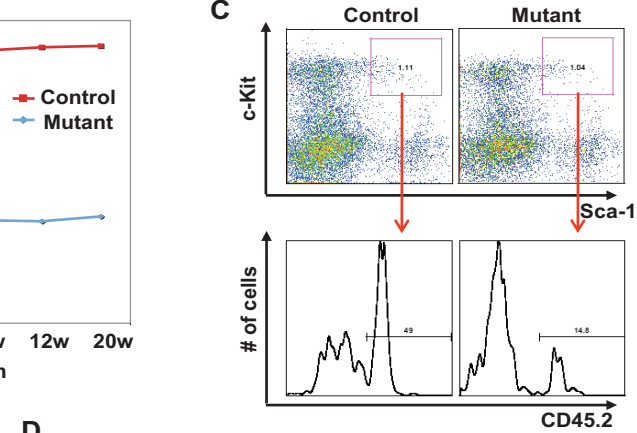 C
Control
Mutant
c-Kit
1.11
1.04
Control
Mutant
Sca-1
# of cells
49
14.8
12w
20w
CD45.2
D